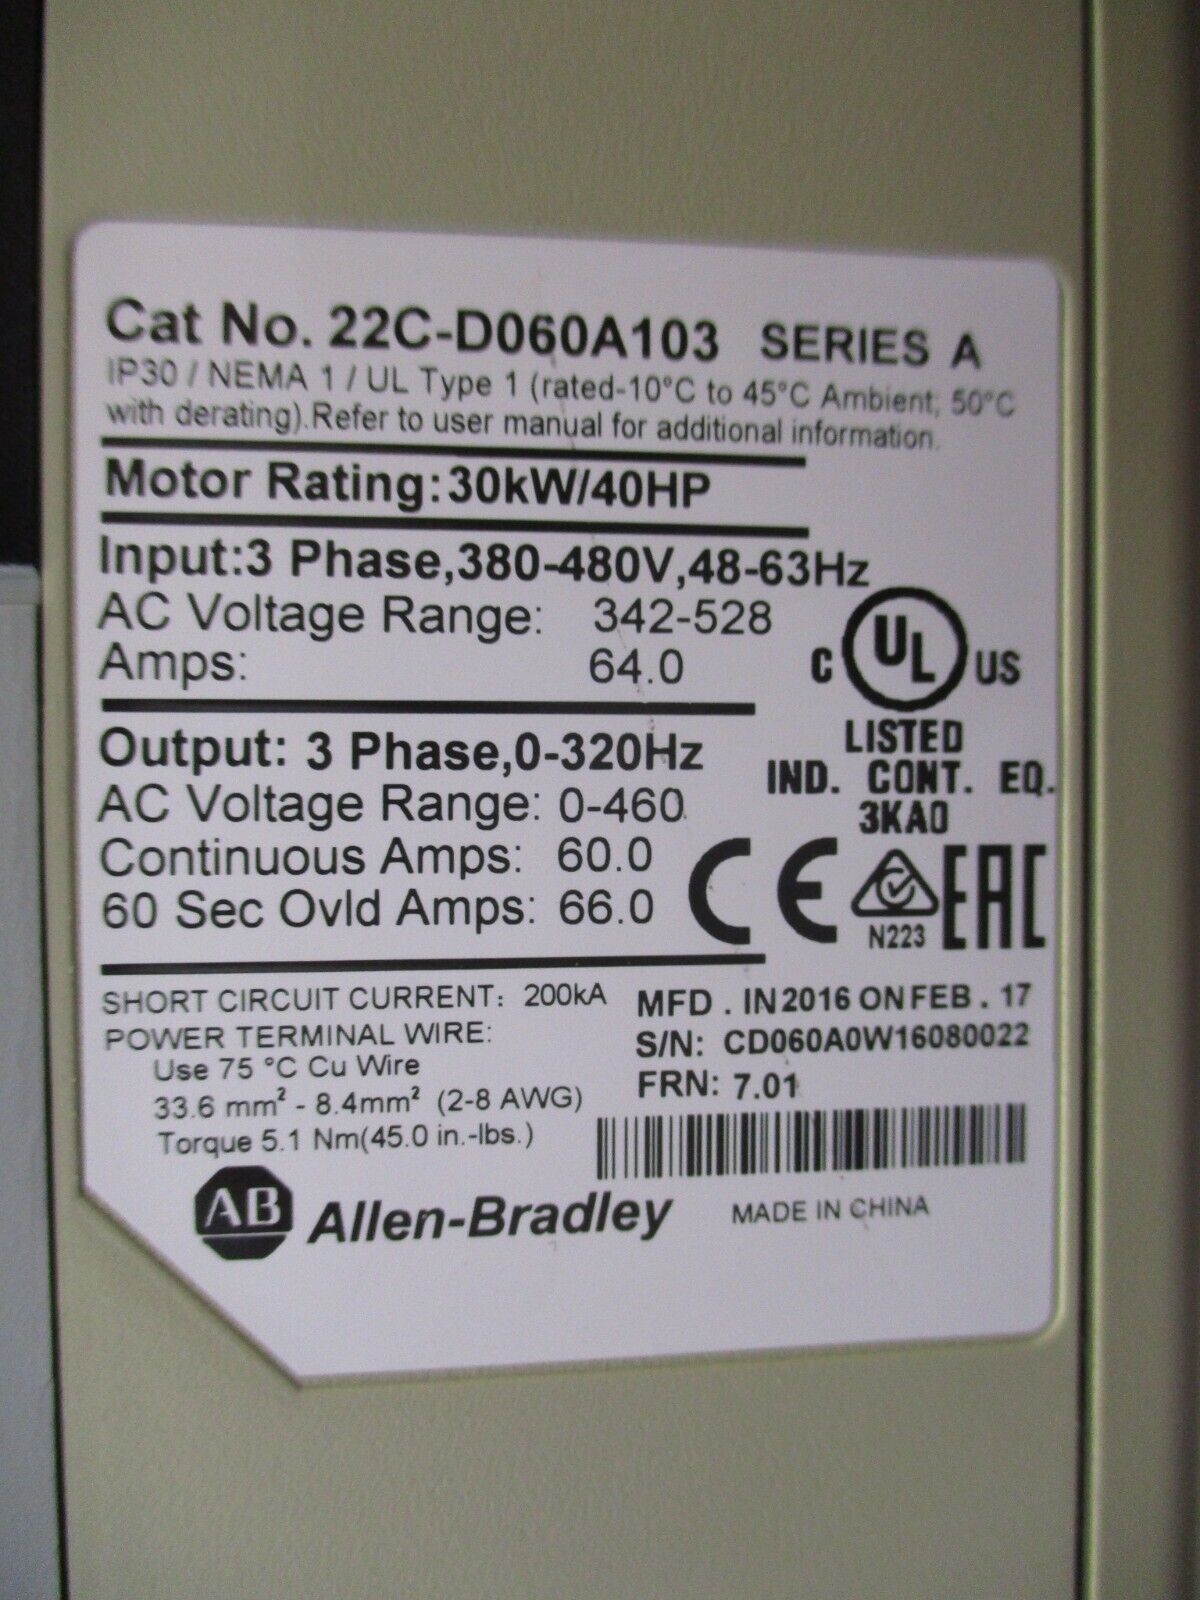 Cat No. 22C-D060A103 SERIES A
IP30 / NEMA 1 / UL Type 1 (rated-10°C to 45°C Ambient; 50°C
with derating).Refer to user manual for additional information.
Motor Rating:30kW/40HP
Input:3 Phase,380-480V,48-63Hz
AC Voltage Range: 342-528
Amps: 64.0
C UL US
LISTED
IND. CONT. EQ.
3KA0
Output: 3 Phase,0-320Hz
AC Voltage Range: 0-460
Continuous Amps: 60.0
60 Sec Ovld Amps: 66.0
CE
N223
EAC
SHORT CIRCUIT CURRENT: 200kA
POWER TERMINAL WIRE:
Use 75 °C Cu Wire
33.6 mm² - 8.4mm² (2-8 AWG)
Torque 5.1 Nm(45.0 in.-lbs.)
MFD . IN 2016 ON FEB . 17
S/N: CD060A0W16080022
FRN: 7.01
AB Allen-Bradley
MADE IN CHINA